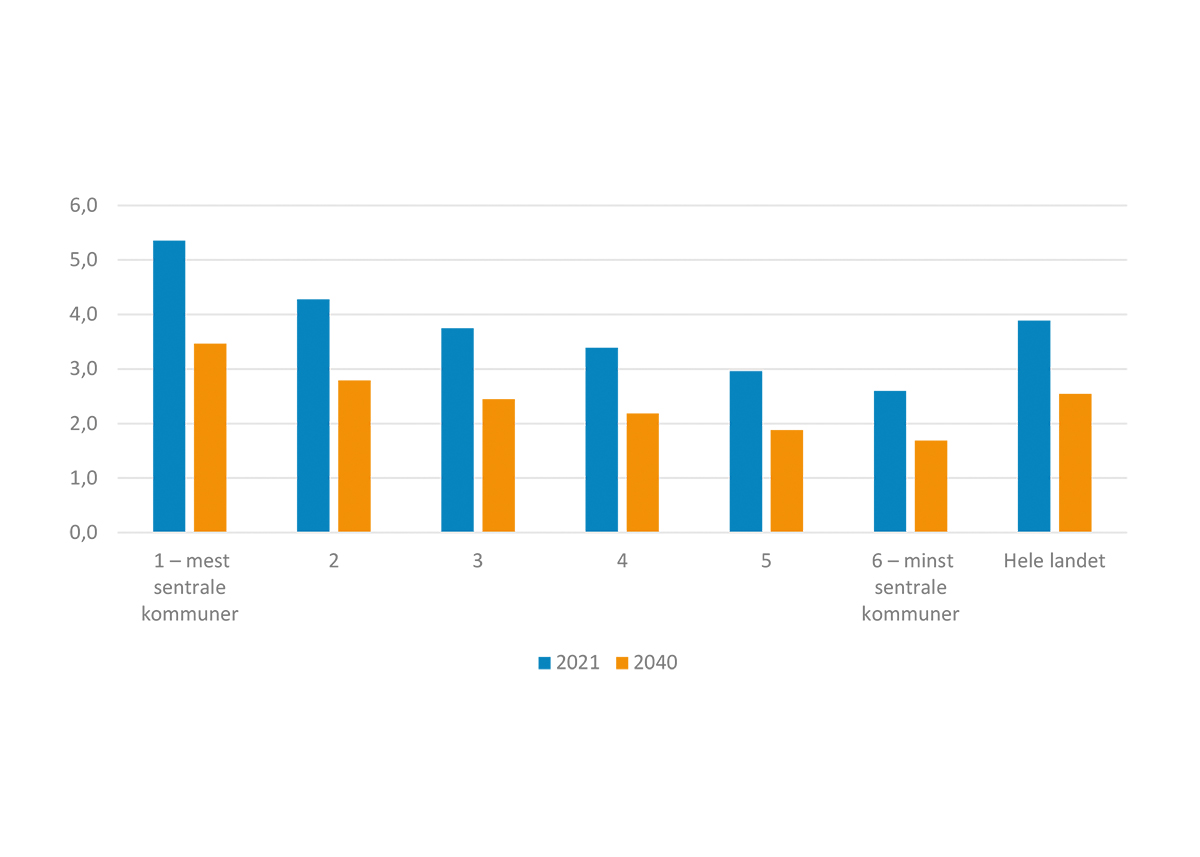 6,0
5,0
4,0
3,0
2,0
1,0
0,0
1 – mest
sentrale
kommuner
2
3
4
5
6 – minst
sentrale
kommuner
Hele landet
2021
2040